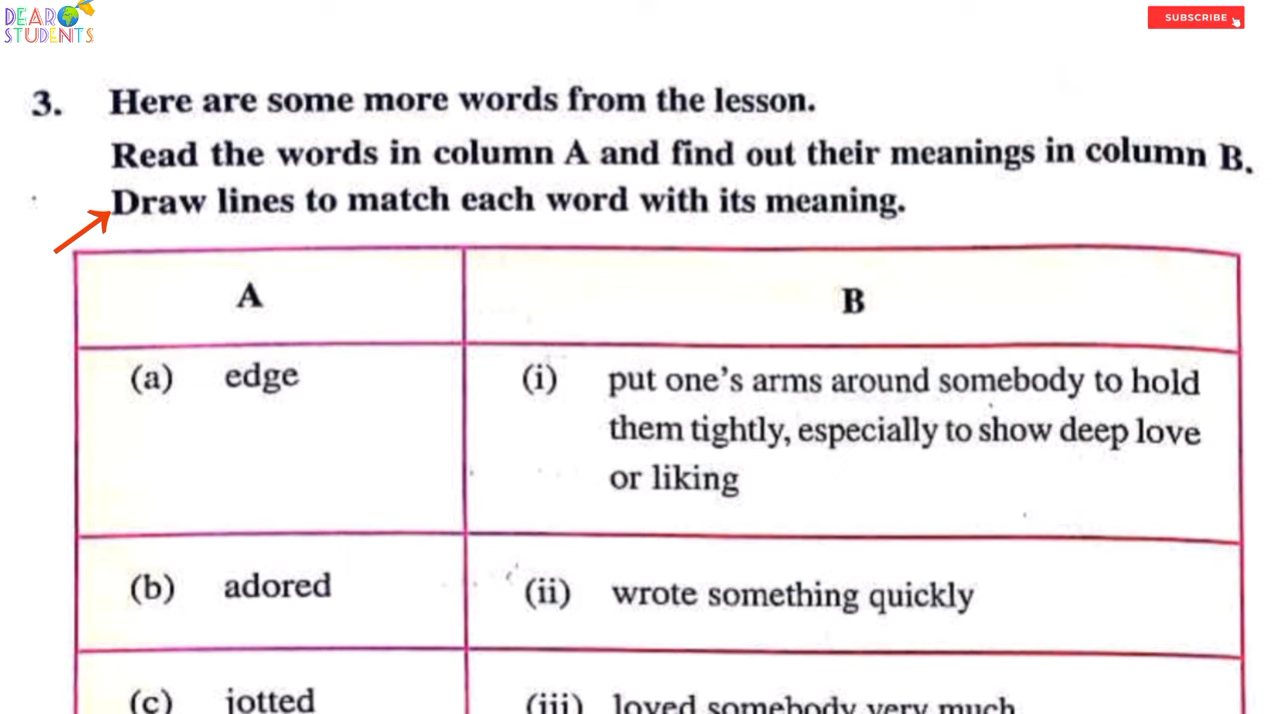 DEAR
STUDENTS
SUBSCRIBE
3. Here are some more words from the lesson.
Read the words in column A and find out their meanings in column B.
Draw lines to match each word with its meaning.
A B
(a) edge (i) put one's arms around somebody to hold
them tightly, especially to show deep love
or liking
(b) adored (ii) wrote something quickly
(c) jotted (iii) loved somebody very much